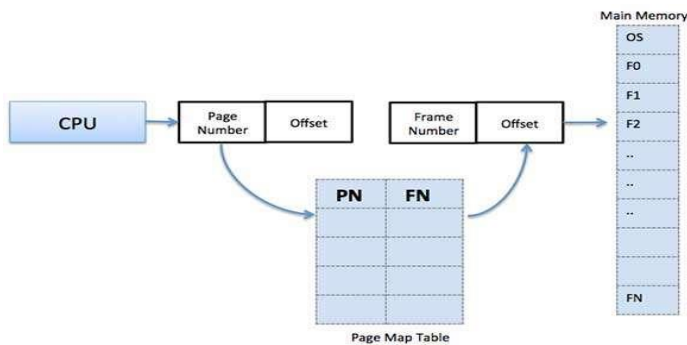 Main Memory
OS
F0
F1
F2
..
..
..
FN
CPU
Page
Number
Offset
Frame
Number
Offset
PN FN
Page Map Table